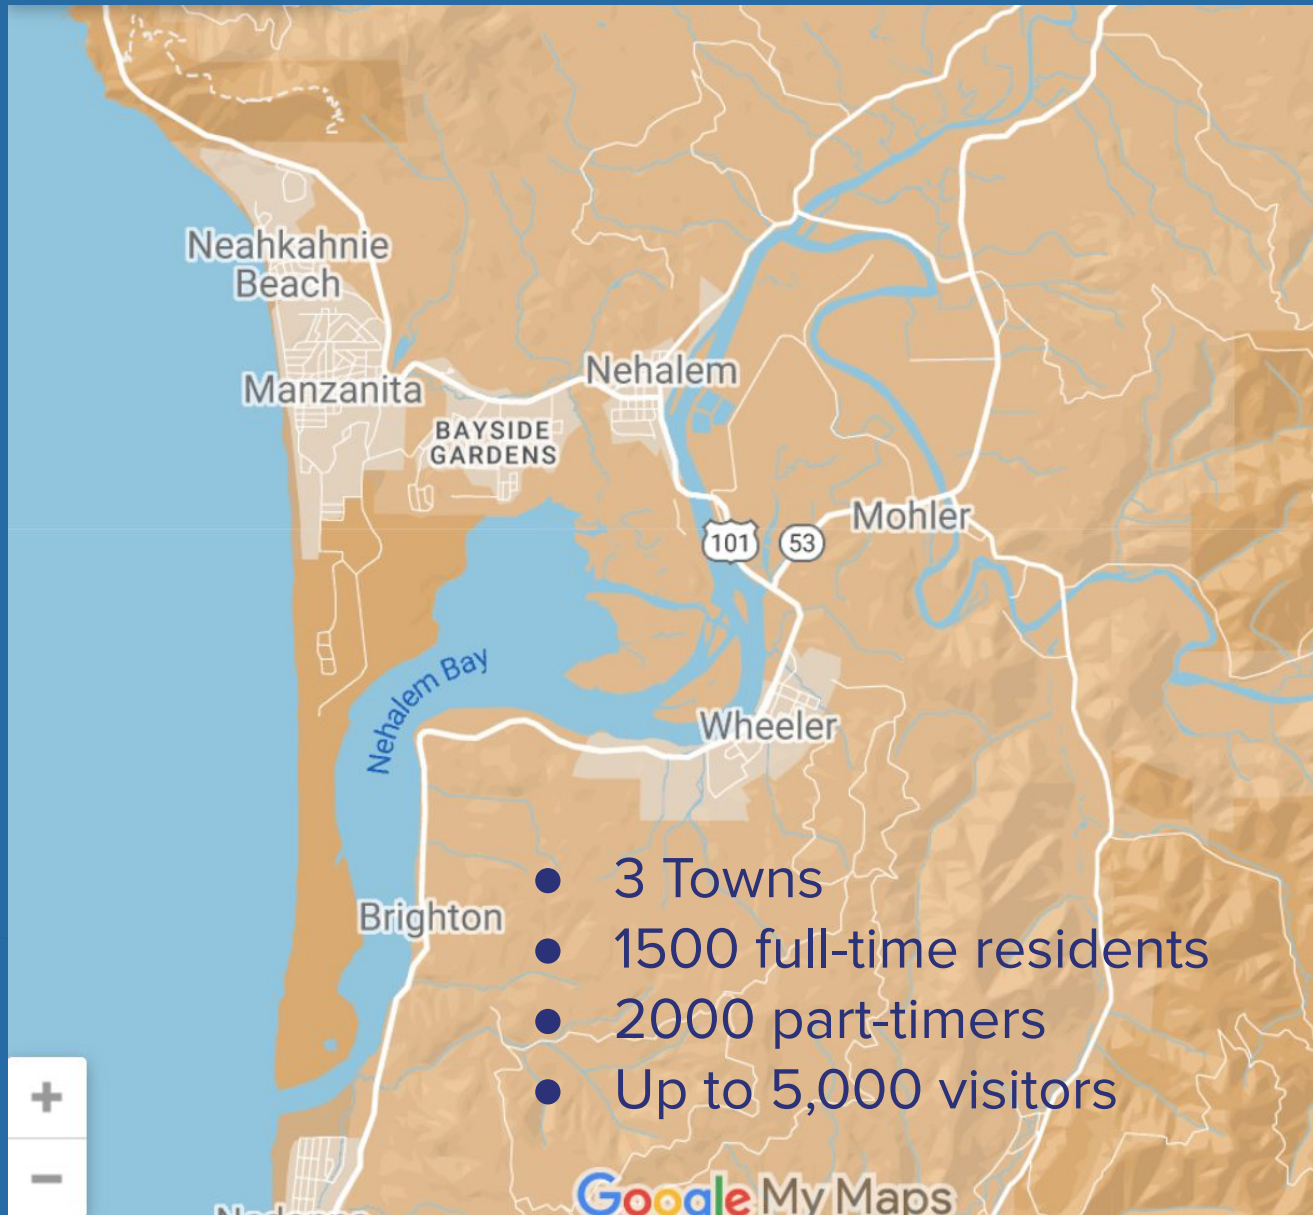 Neahkahnie
Beach
Manzanita
Nehalem
BAYSIDE
GARDENS
101
53
Mohler
Nehalem Bay
Wheeler
Brighton
● 3 Towns
● 1500 full-time residents
● 2000 part-timers
● Up to 5,000 visitors
+
−
Google My Maps